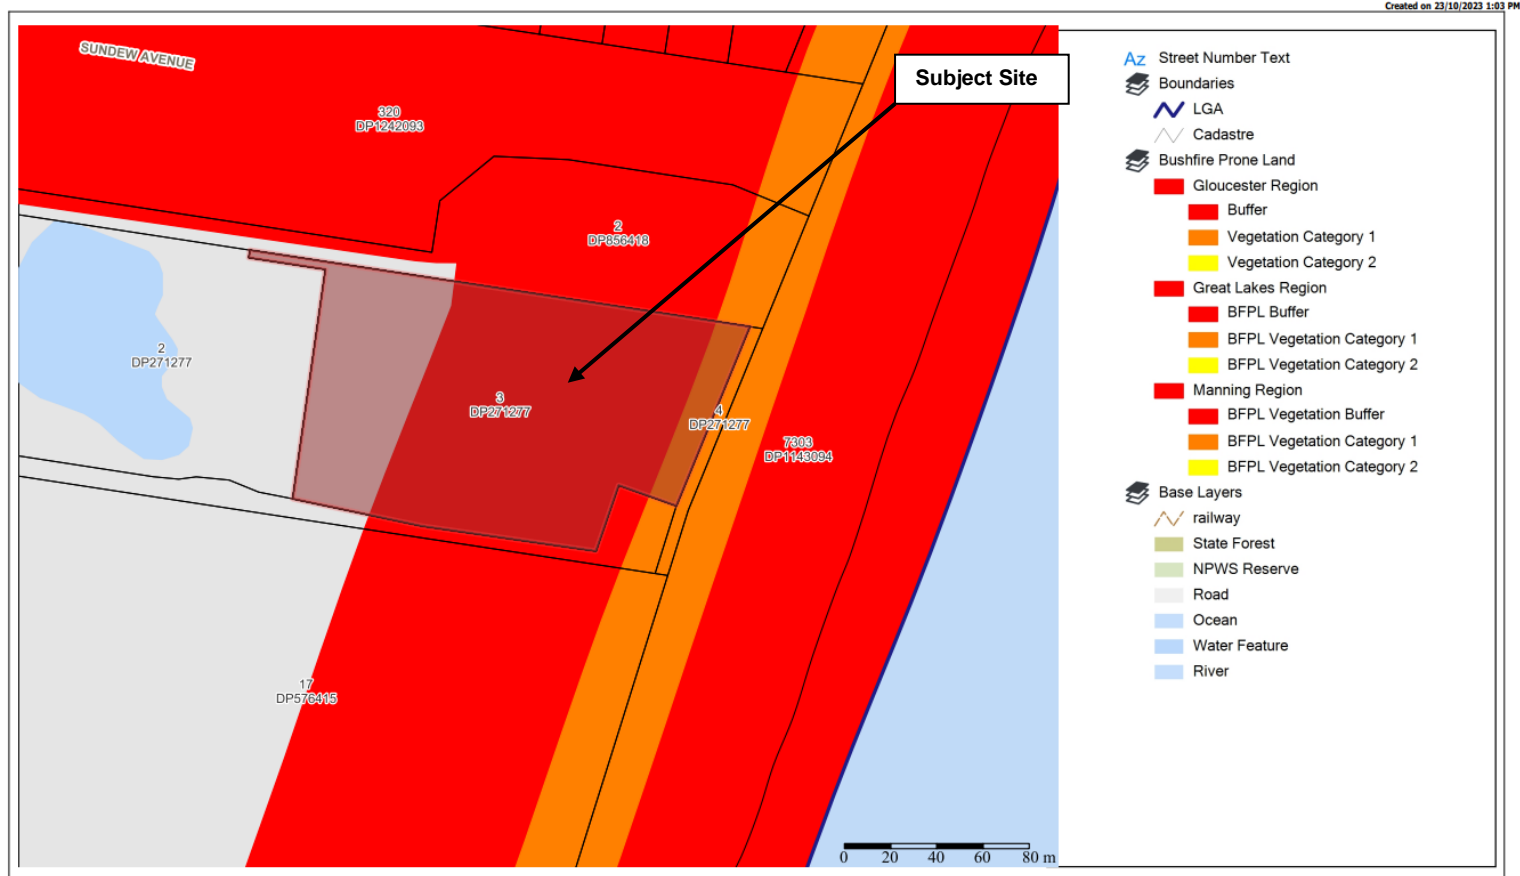 Created on 23/10/2023 1:03 PM
SUNDEW AVENUE
320
DP1242093
Subject Site
2
DP856418
2
DP271277
3
DP271277
4
DP271277
7303
DP1143094
17
DP576415
0 20 40 60 80 m
Az Street Number Text
Boundaries
LGA
Cadastre
Bushfire Prone Land
Gloucester Region
Buffer
Vegetation Category 1
Vegetation Category 2
Great Lakes Region
BFPL Buffer
BFPL Vegetation Category 1
BFPL Vegetation Category 2
Manning Region
BFPL Vegetation Buffer
BFPL Vegetation Category 1
BFPL Vegetation Category 2
Base Layers
railway
State Forest
NPWS Reserve
Road
Ocean
Water Feature
River